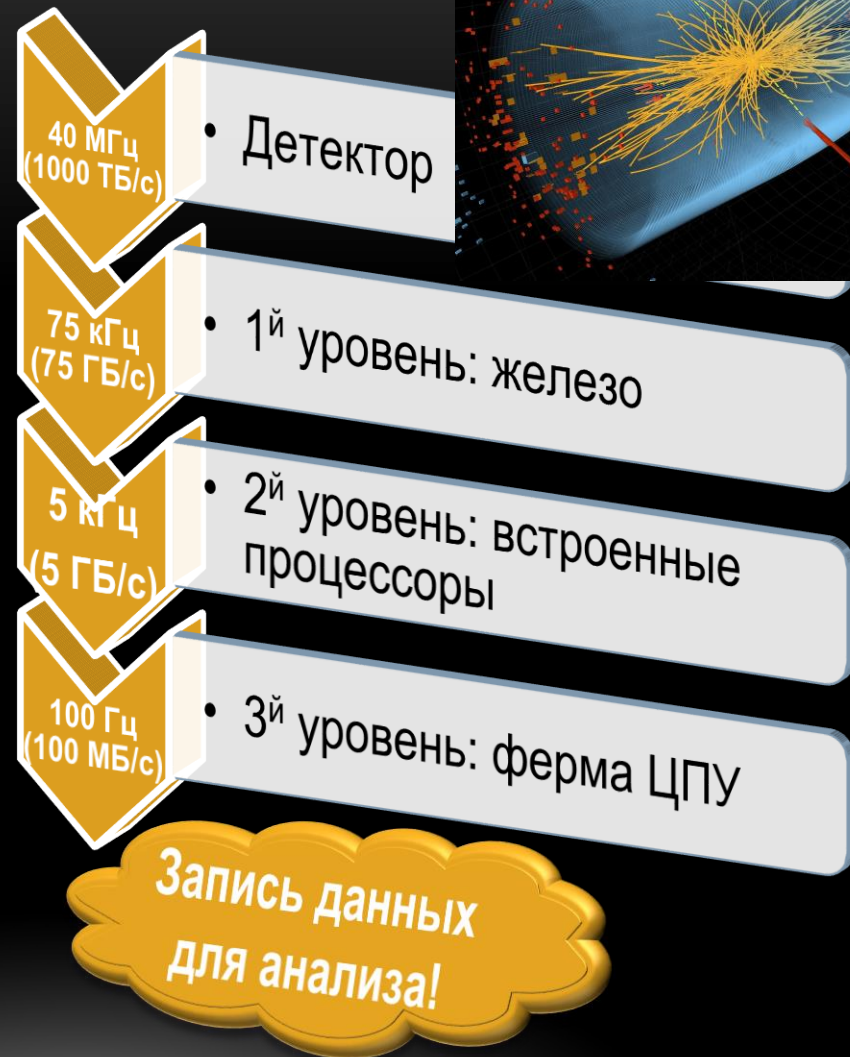 40 МГц
(1000 ТБ/с)
• Детектор
75 кГц
(75 ГБ/с)
• 1й уровень: железо
5 кГц
(5 ГБ/с)
• 2й уровень: встроенные
процессоры
100 Гц
(100 МБ/с)
• 3й уровень: ферма ЦПУ
Запись данных
для анализа!